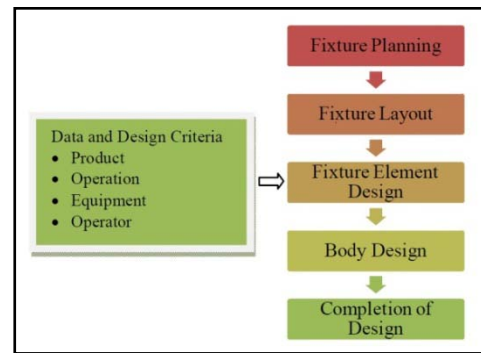 Fixture Planning
Fixture Layout
Data and Design Criteria
• Product
• Operation
• Equipment
• Operator
Fixture Element
Design
Body Design
Completion of
Design